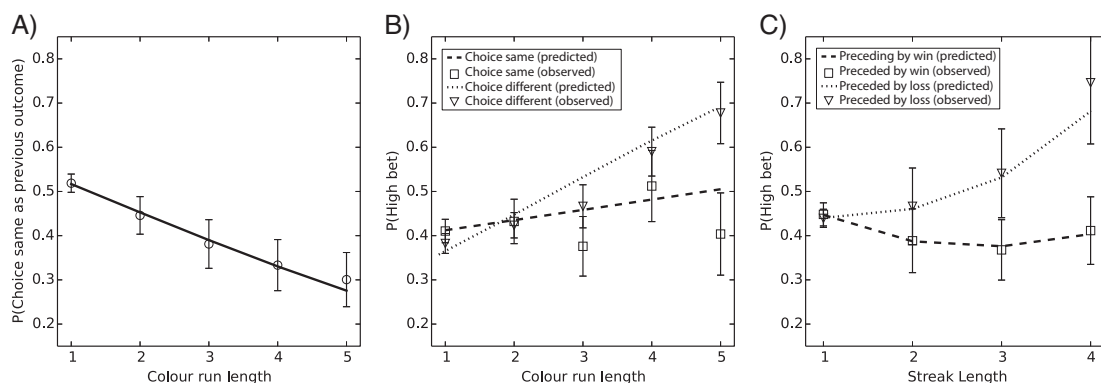 A)
P(Choice same as previous outcome)
0.8
0.7
0.6
0.5
0.4
0.3
0.2
1 2 3 4 5
Colour run length
B)
P(High bet)
0.8
0.7
0.6
0.5
0.4
0.3
0.2
Choice same (predicted)
Choice same (observed)
Choice different (predicted)
Choice different (observed)
1 2 3 4 5
Colour run length
C)
P(High bet)
0.8
0.7
0.6
0.5
0.4
0.3
0.2
Preceding by win (predicted)
Preceded by win (observed)
Preceded by loss (predicted)
Preceded by loss (observed)
1 2 3 4
Streak Length